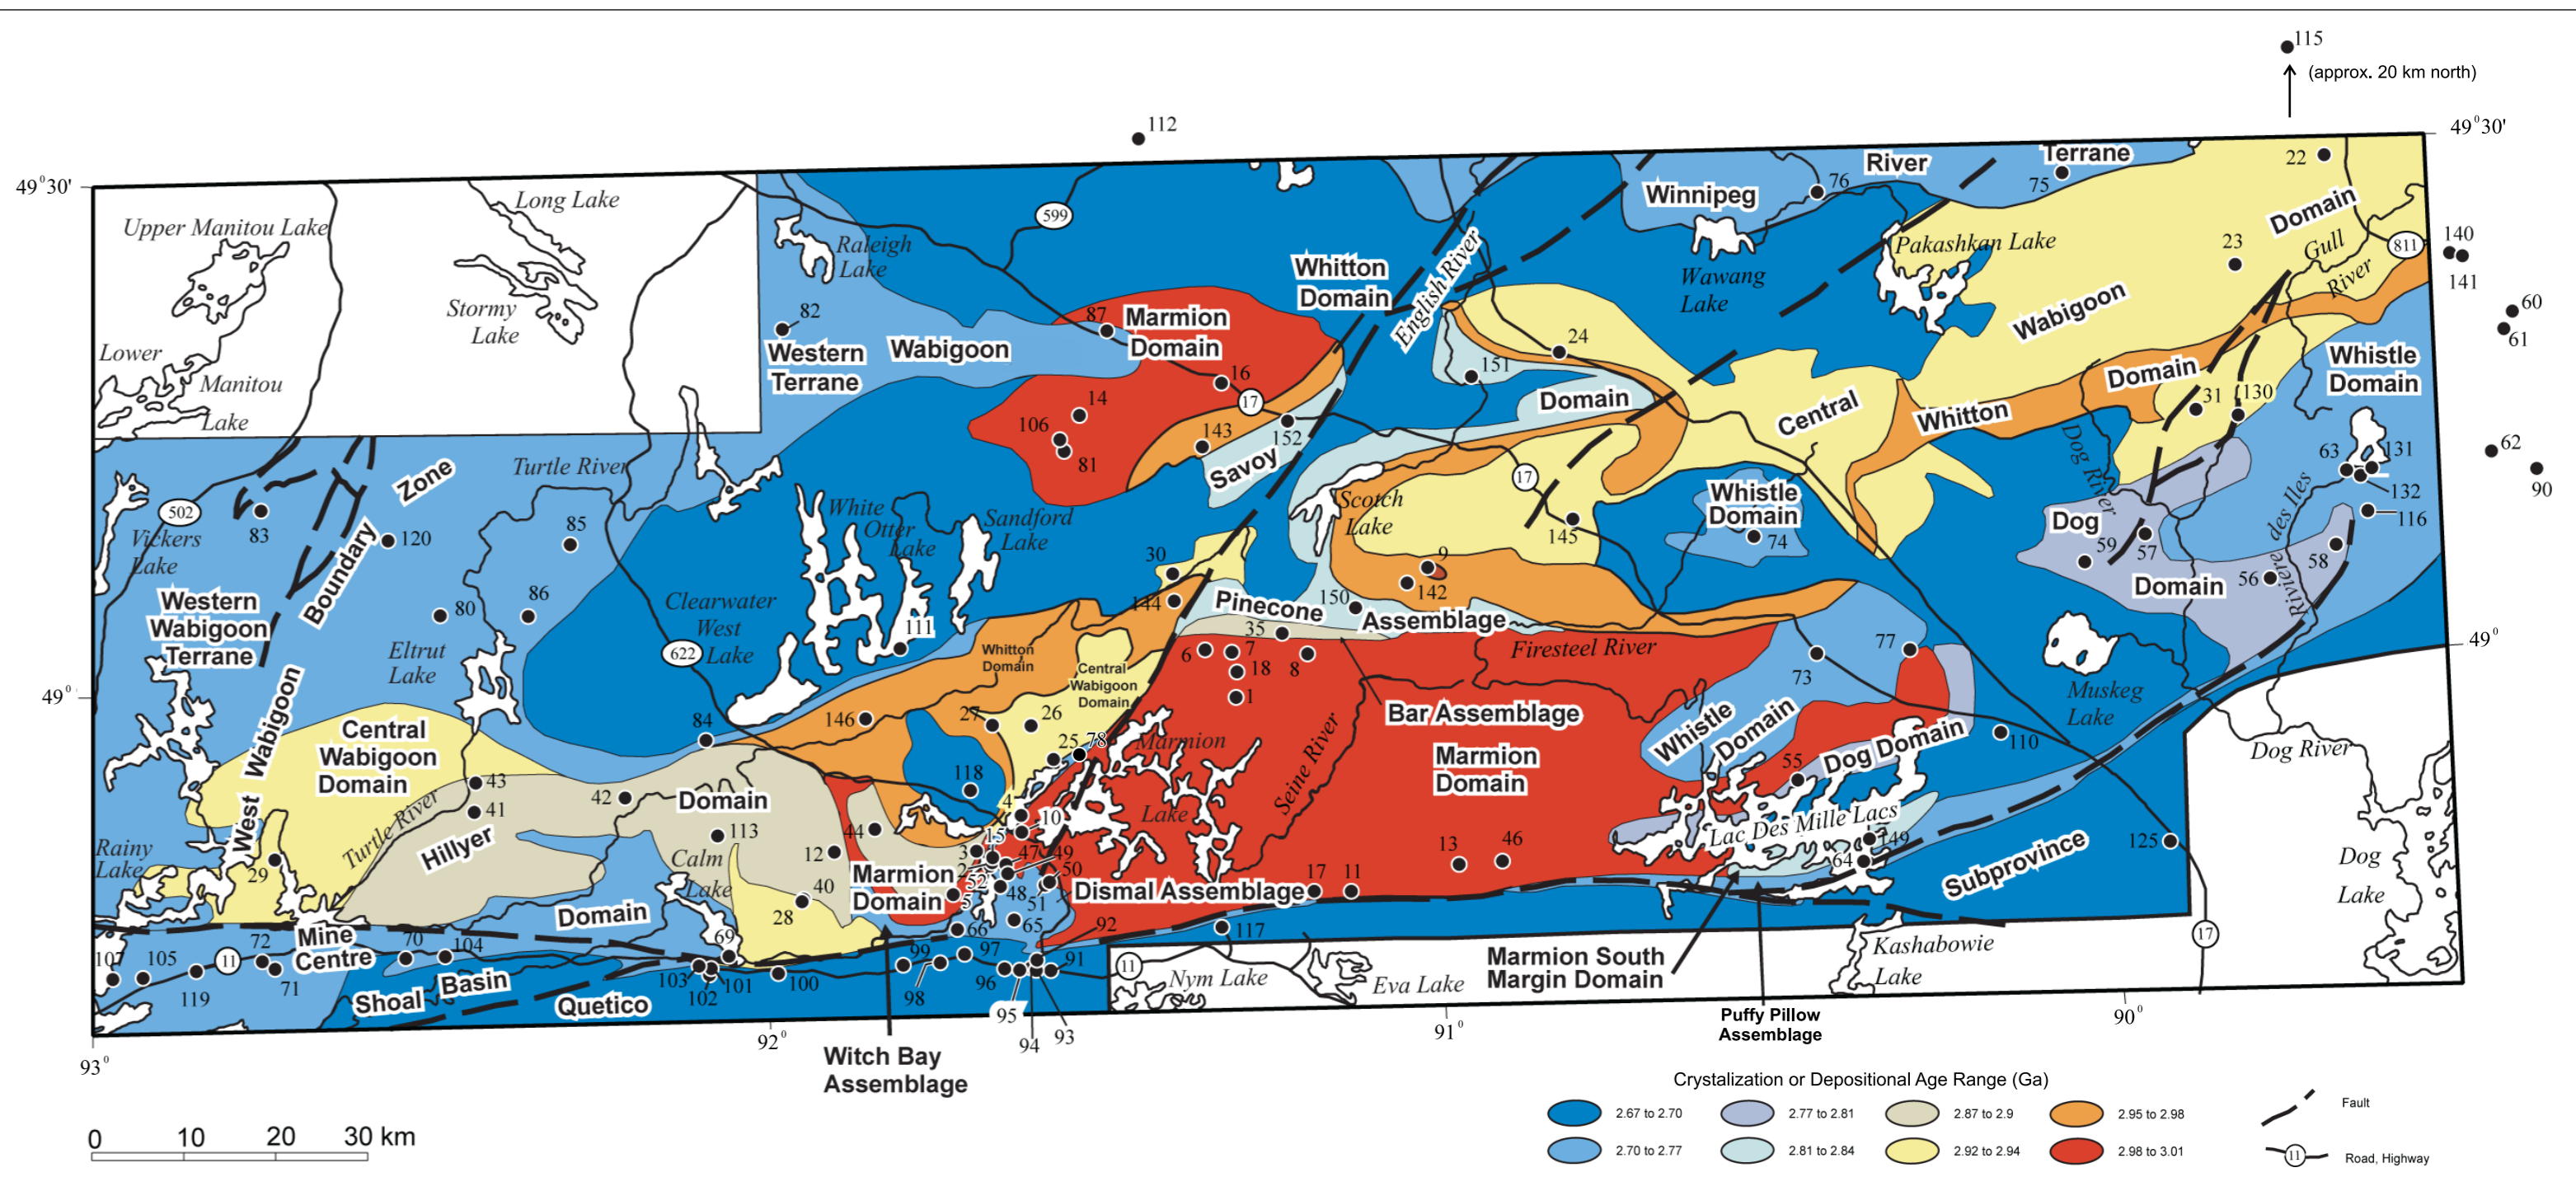 115
(approx. 20 km north)
112
49°30'
49°30'
Long Lake
Upper Manitou Lake
Stormy
Lake
Lower
Manitou
Lake
Raleigh
Lake
599
Winnipeg
River
Terrane
76
75
22
Domain
Gull
River
811
140
141
60
61
62
90
Pakashkan Lake
Wawang
Lake
23
Wabigoon
Whitton
Domain
English River
82
Western
Terrane
Wabigoon
87
Marmion
Domain
16
14
106
81
17
143
152
Savoy
151
24
Domain
Central
Whitton
Domain
31
130
Whistle
Domain
63
131
132
116
Dog River
Rivière des Iles
Dog
59
57
Domain
56
58
Turtle River
Zone
Boundary
502
83
Vickers
Lake
120
85
86
80
Western
Wabigoon
Terrane
Eltrut
Lake
White
Otter
Lake
Sandford
Lake
Clearwater
West
Lake
622
111
30
144
Scotch
Lake
17
145
9
142
150
Whistle
Domain
74
Pinecone
Assemblage
35
6
7
18
8
1
Firesteel River
73
77
Muskeg
Lake
49°
49°
Whitton
Domain
Central
Wabigoon
Domain
84
146
27
26
25
78
Marmion
Lake
Seine River
Bar Assemblage
Marmion
Domain
Whistle
Domain
Dog Domain
55
110
Dog River
Central
Wabigoon
Domain
West
Wabigoon
43
41
42
Domain
Turtle River
Hillyer
113
118
4
10
15
44
12
3
2
47
49
50
52
48
51
5
Calm
Lake
Marmion
Domain
Dismal Assemblage
13
46
17
11
Lac Des Mille Lacs
149
64
Subprovince
125
Dog
Lake
Rainy
Lake
29
40
28
Domain
65
66
92
117
Mine
Centre
72
70
104
69
107
105
11
119
71
Shoal
Basin
Quetico
103
102
101
100
99
98
97
96
95
94
93
91
11
Nym Lake
Eva Lake
Marmion South
Margin Domain
Kashabowie
Lake
17
Puffy Pillow
Assemblage
Witch Bay
Assemblage
93°
92°
91°
90°
0 10 20 30 km
Crystalization or Depositional Age Range (Ga)
2.67 to 2.70
2.77 to 2.81
2.87 to 2.9
2.95 to 2.98
Fault
2.70 to 2.77
2.81 to 2.84
2.92 to 2.94
2.98 to 3.01
11
Road, Highway